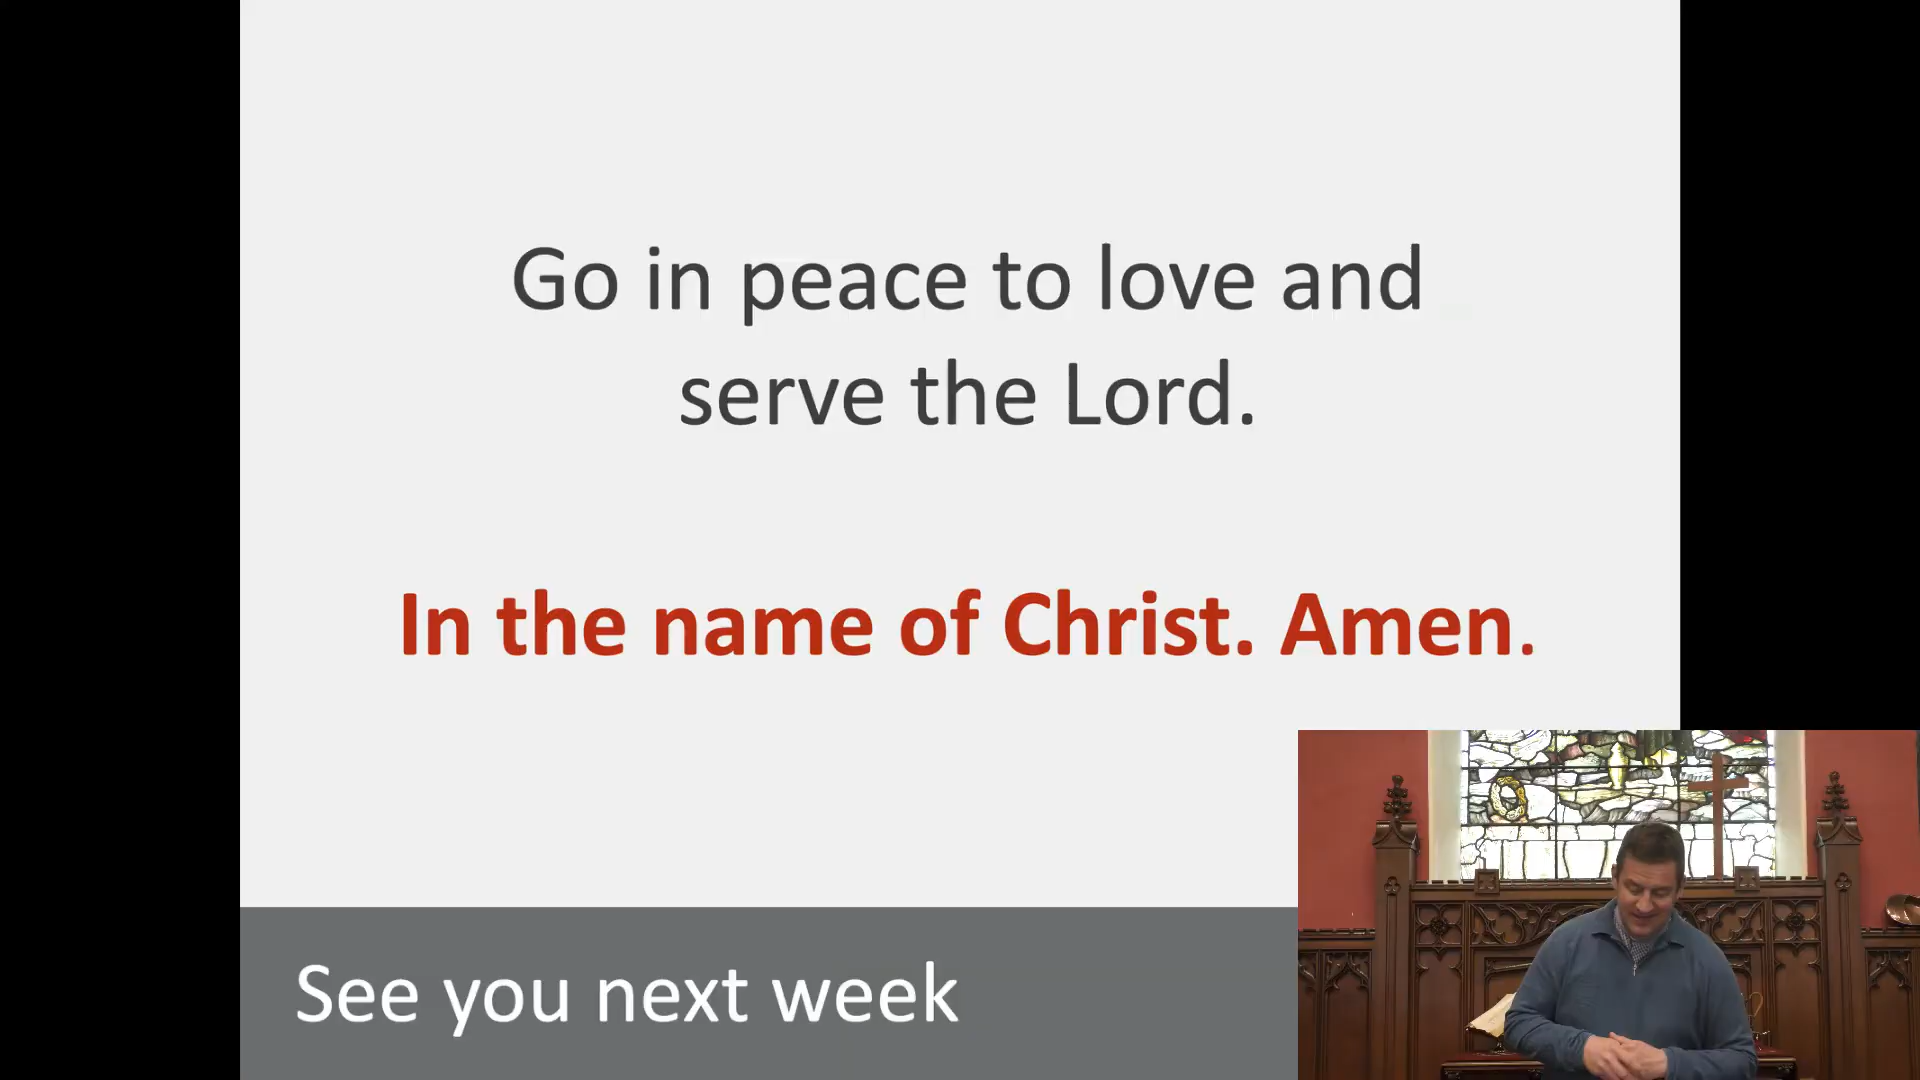 Go in peace to love and
serve the Lord.
In the name of Christ. Amen.
See you next week